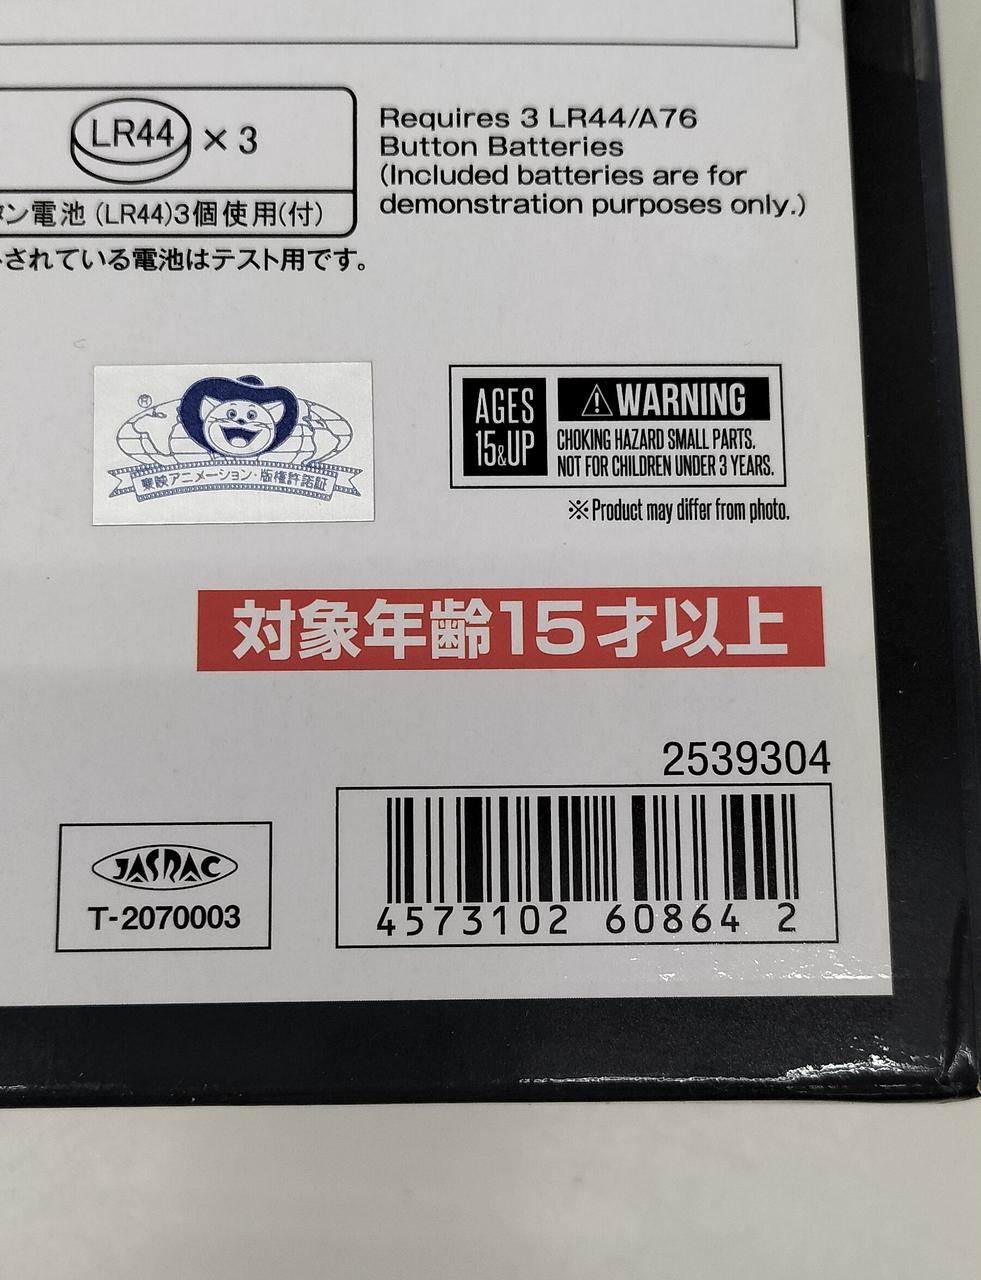 LR44 × 3
ン電池 (LR44)3個使用(付)
されている電池はテスト用です。
Requires 3 LR44/A76
Button Batteries
(Included batteries are for
demonstration purposes only.)
®
東映アニメーション・版権許諾証
AGES
15&UP
⚠WARNING
CHOKING HAZARD SMALL PARTS.
NOT FOR CHILDREN UNDER 3 YEARS.
※Product may differ from photo.
対象年齢15才以上
2539304
JASRAC
T-2070003
4573102 60864 2